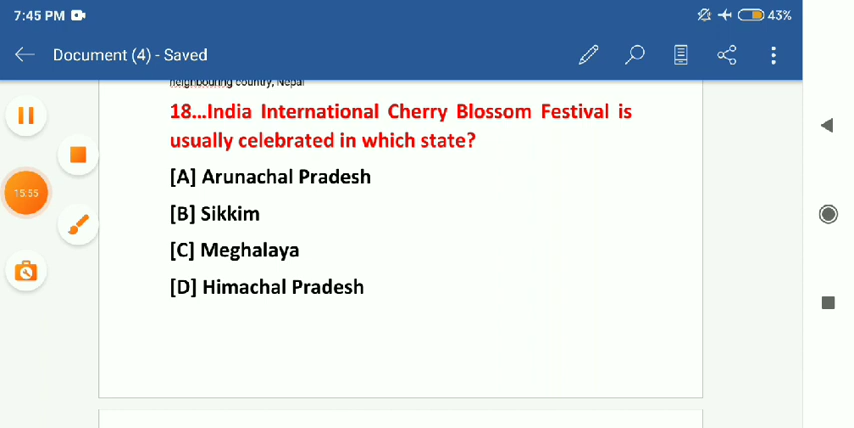 7:45 PM
43%
Document (4) - Saved
neighbouring country, Nepal
18...India International Cherry Blossom Festival is
usually celebrated in which state?
[A] Arunachal Pradesh
[B] Sikkim
[C] Meghalaya
[D] Himachal Pradesh
15:55